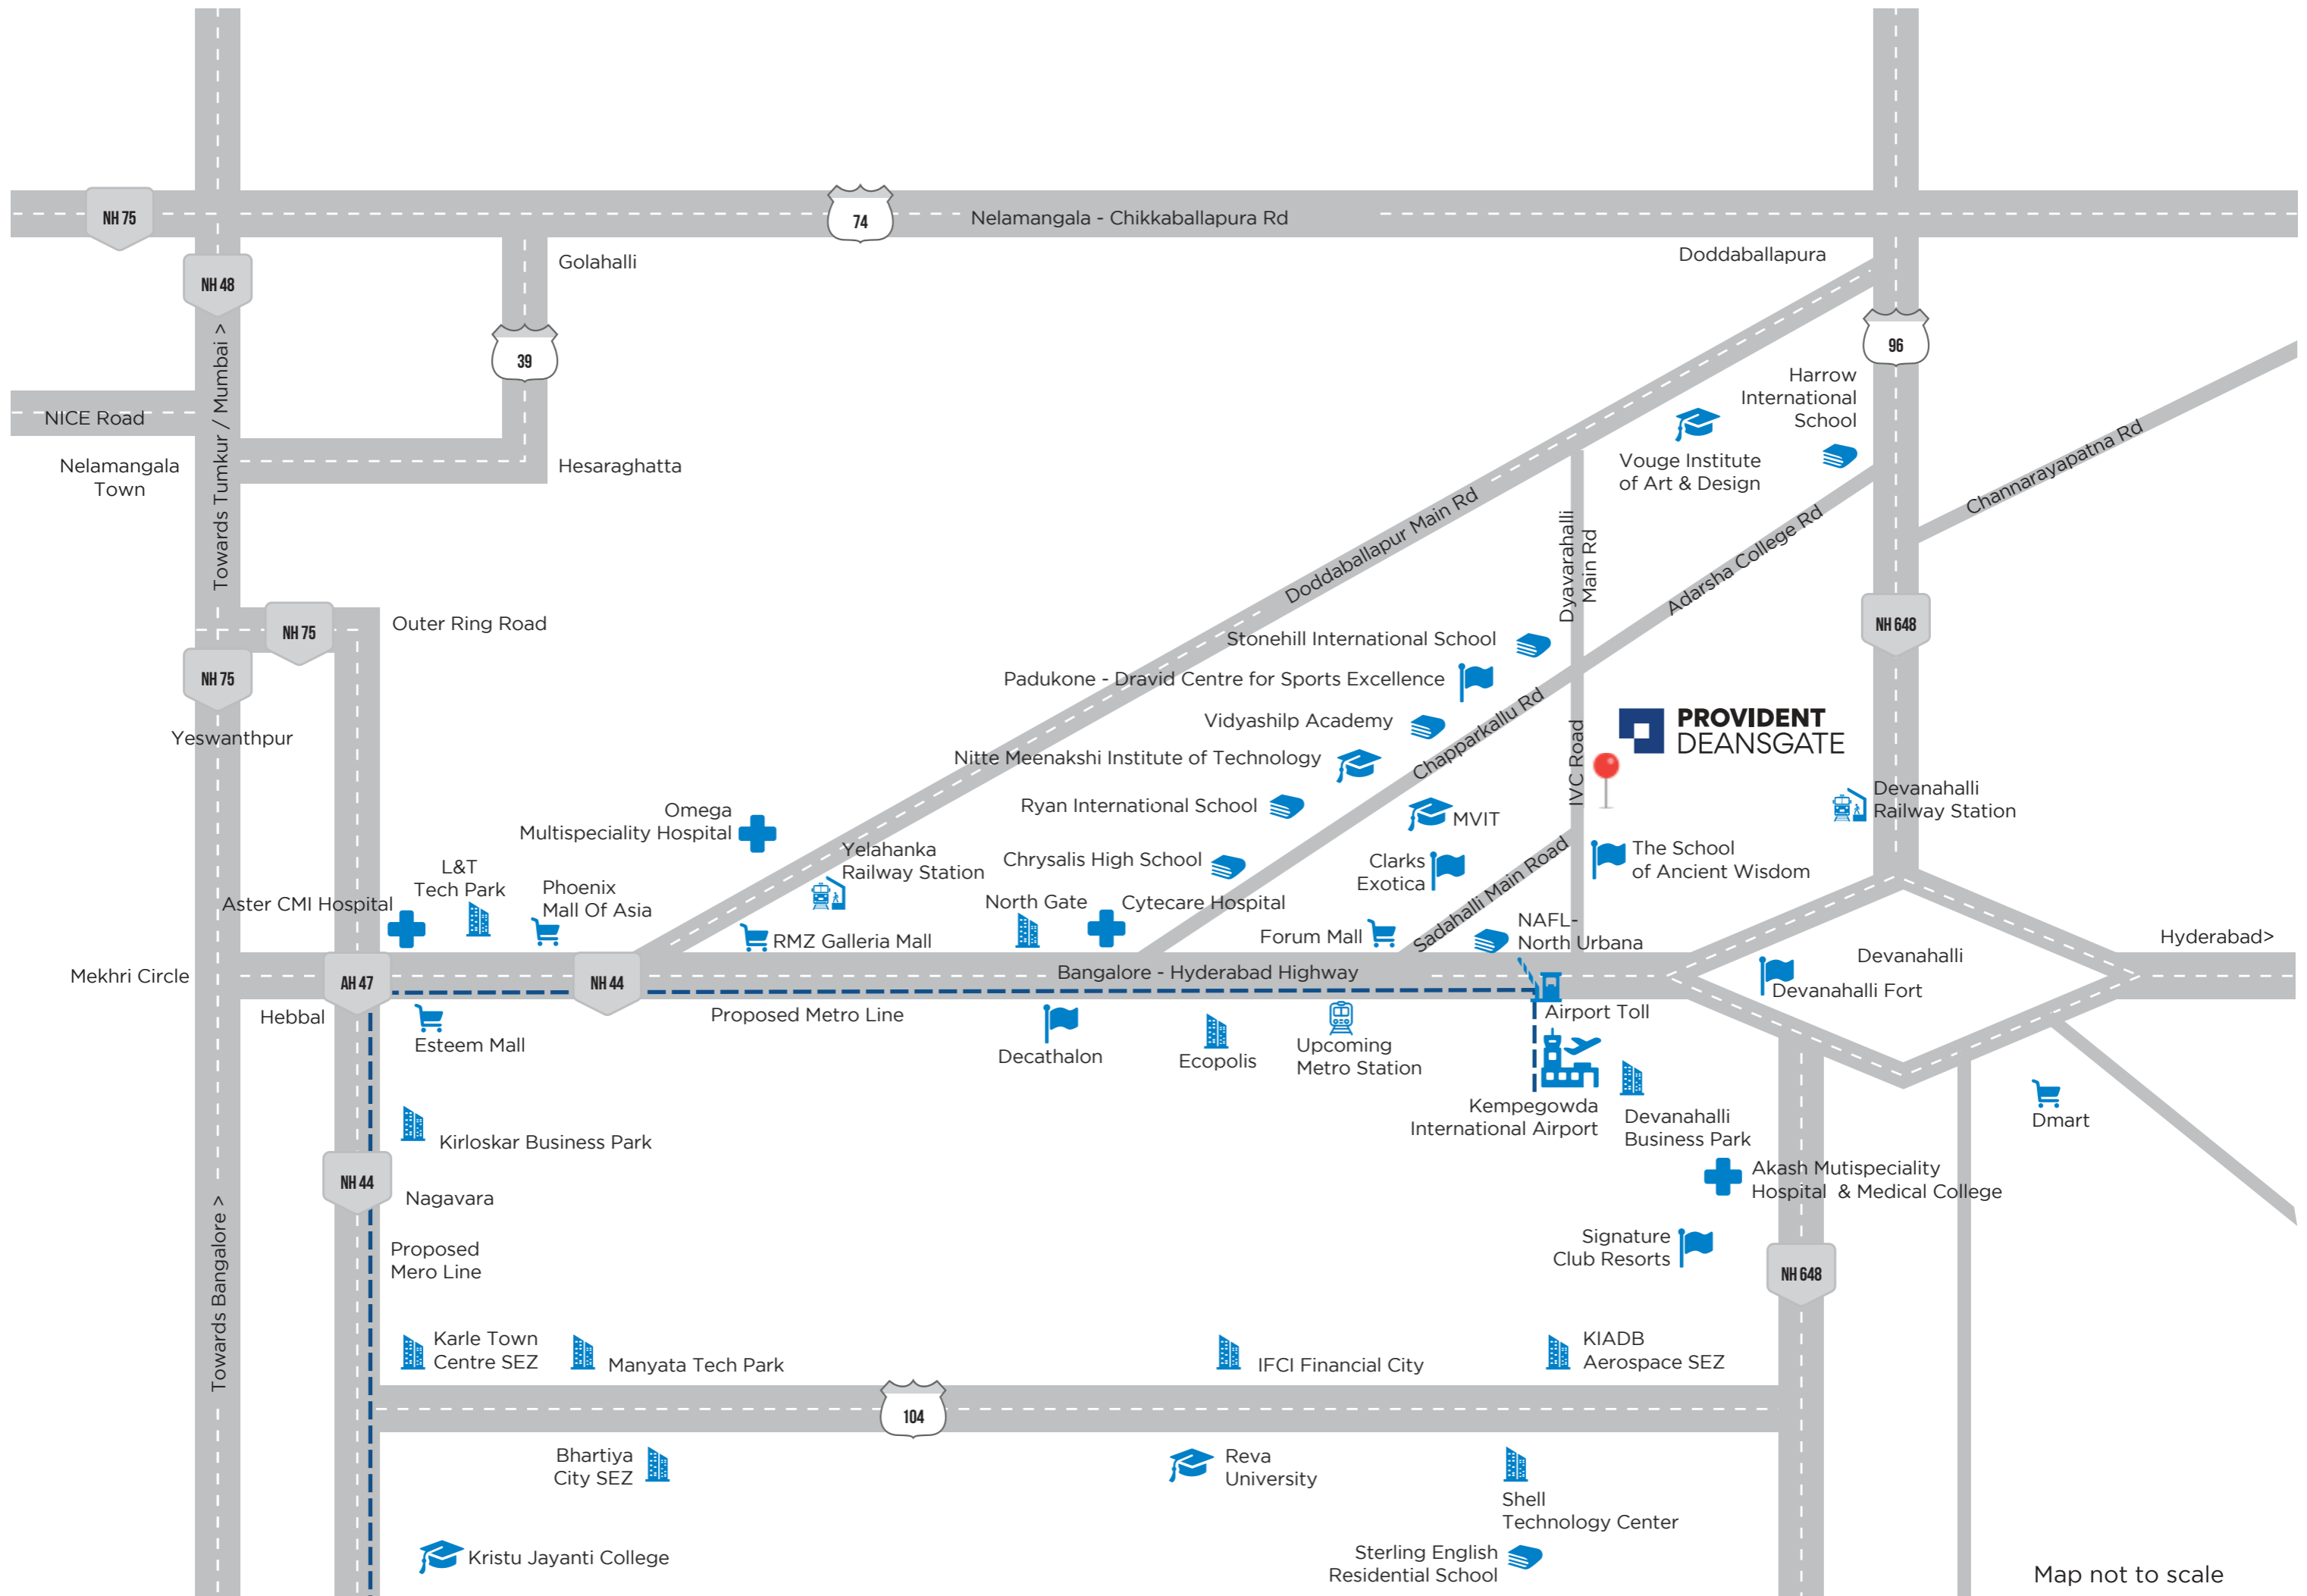 NH 75
74
Nelamangala - Chikkaballapura Rd
Golahalli
Doddaballapura
NH 48
39
96
Towards Tumkur / Mumbai >
NICE Road
Nelamangala
Town
Hesaraghatta
Harrow
International
School
Vouge Institute
of Art & Design
Channarayapatna Rd
Doddaballapur Main Rd
Dyavarahalli
Main Rd
Adarsha College Rd
NH 75
Outer Ring Road
NH 648
NH 75
Yeswanthpur
Stonehill International School
Padukone - Dravid Centre for Sports Excellence
Vidyashilp Academy
Nitte Meenakshi Institute of Technology
Chapparkallu Rd
IVC Road
PROVIDENT
DEANSGATE
Ryan International School
MVIT
Devanahalli
Railway Station
Omega
Multispeciality Hospital
Yelahanka
Railway Station
Chrysalis High School
Clarks
Exotica
Sadahalli Main Road
The School
of Ancient Wisdom
L&T
Tech Park
Phoenix
Mall Of Asia
Aster CMI Hospital
North Gate
Cytecare Hospital
RMZ Galleria Mall
Forum Mall
NAFL-
North Urbana
Hyderabad>
Mekhri Circle
AH 47
NH 44
Bangalore - Hyderabad Highway
Devanahalli
Devanahalli Fort
Hebbal
Esteem Mall
Proposed Metro Line
Decathalon
Ecopolis
Upcoming
Metro Station
Airport Toll
Kempegowda
International Airport
Devanahalli
Business Park
Dmart
Kirloskar Business Park
NH 44
Nagavara
Akash Mutispeciality
Hospital & Medical College
Proposed
Mero Line
Signature
Club Resorts
NH 648
Towards Bangalore >
Karle Town
Centre SEZ
Manyata Tech Park
IFCI Financial City
KIADB
Aerospace SEZ
104
Bhartiya
City SEZ
Reva
University
Shell
Technology Center
Kristu Jayanti College
Sterling English
Residential School
Map not to scale